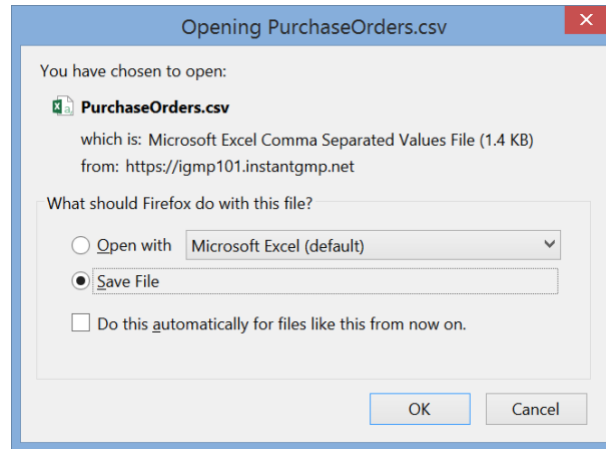 Opening PurchaseOrders.csv
You have chosen to open:
PurchaseOrders.csv
which is: Microsoft Excel Comma Separated Values File (1.4 KB)
from: https://igmp101.instantgmp.net
What should Firefox do with this file?
Open with Microsoft Excel (default)
Save File
Do this automatically for files like this from now on.
OK Cancel